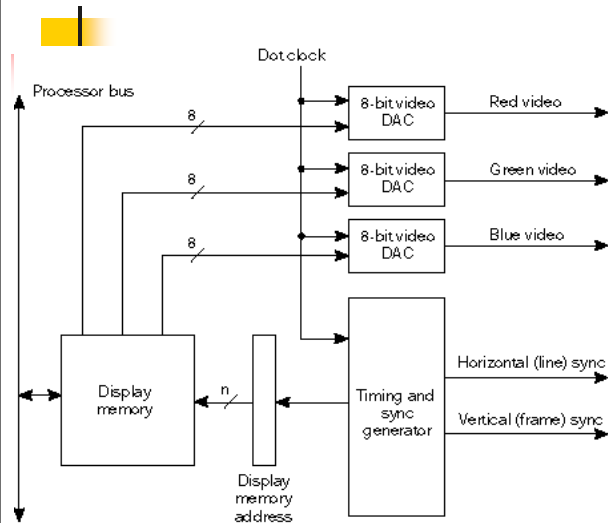 Dot clock
Processor bus
8
8-bit video
DAC
Red video
8
8-bit video
DAC
Green video
8
8-bit video
DAC
Blue video
Display
memory
n
Display
memory
address
Timing and
sync
generator
Horizontal (line) sync
Vertical (frame) sync